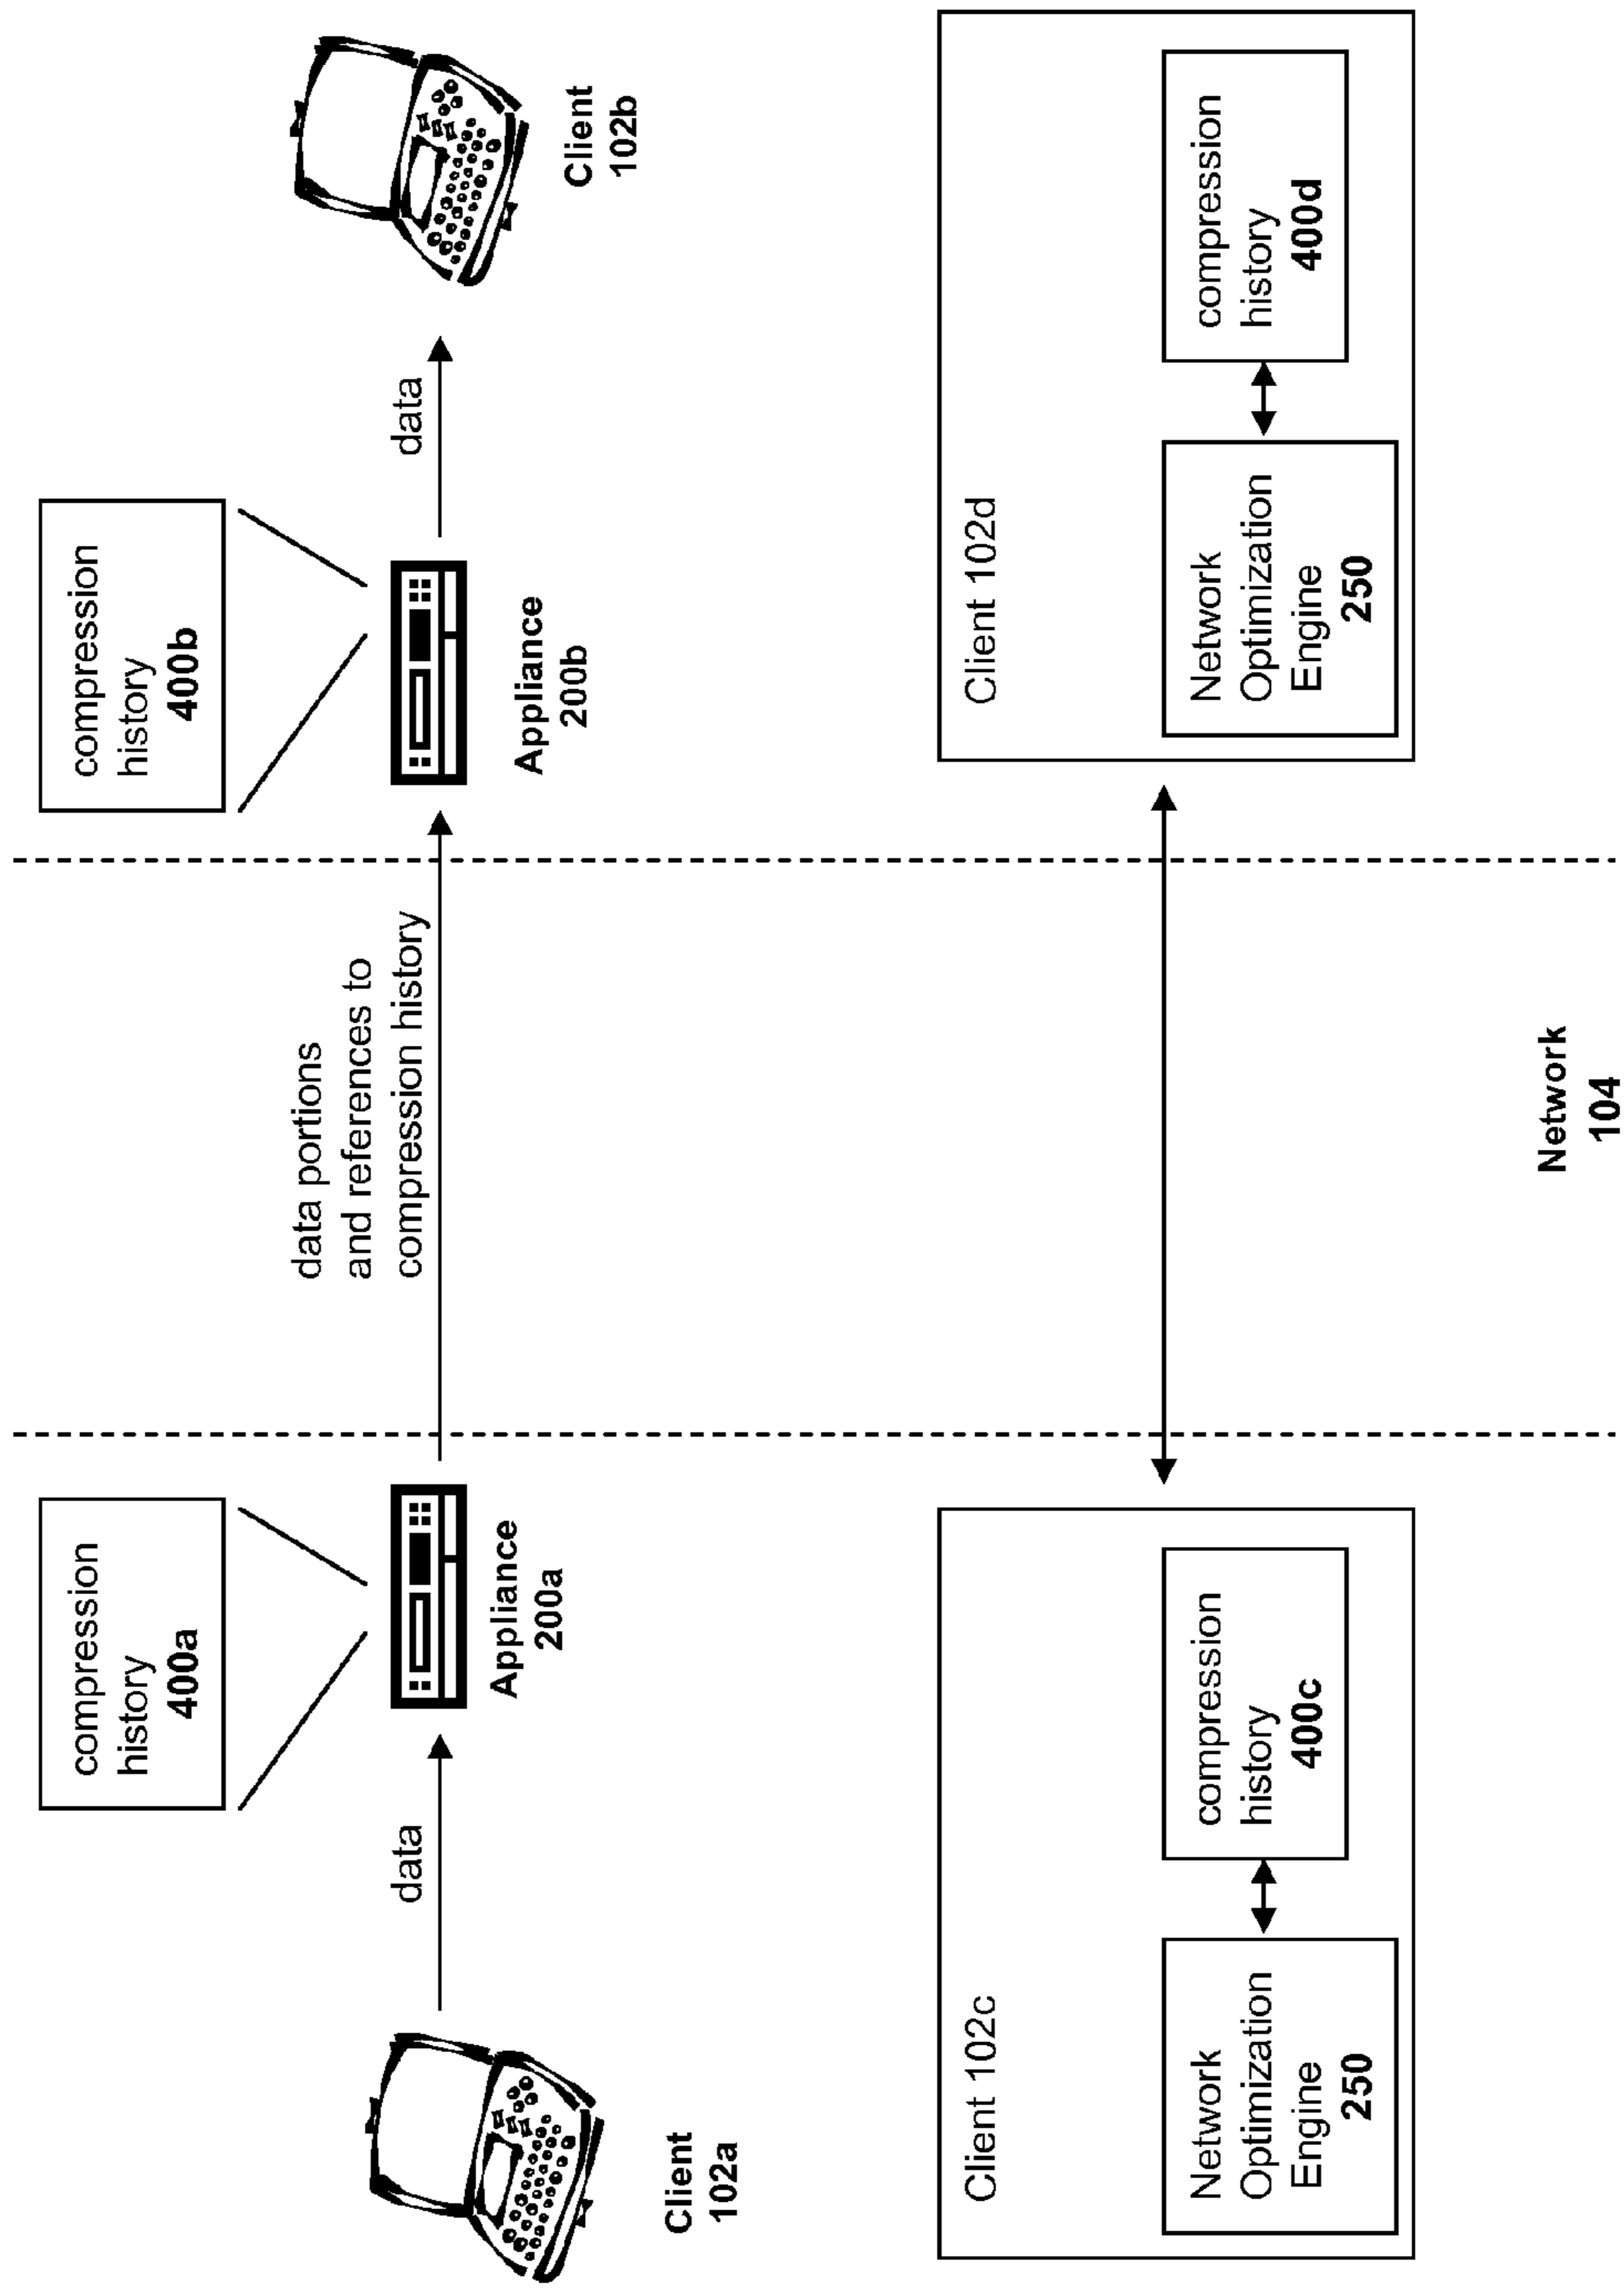 compression
history
400a
compression
history
400b
data
data portions
and references to
compression history
data
Client
102a
Appliance
200a
Appliance
200b
Client
102b
Client 102c
Network
Optimization
Engine
250
compression
history
400c
Client 102d
Network
Optimization
Engine
250
compression
history
400d
Network
104